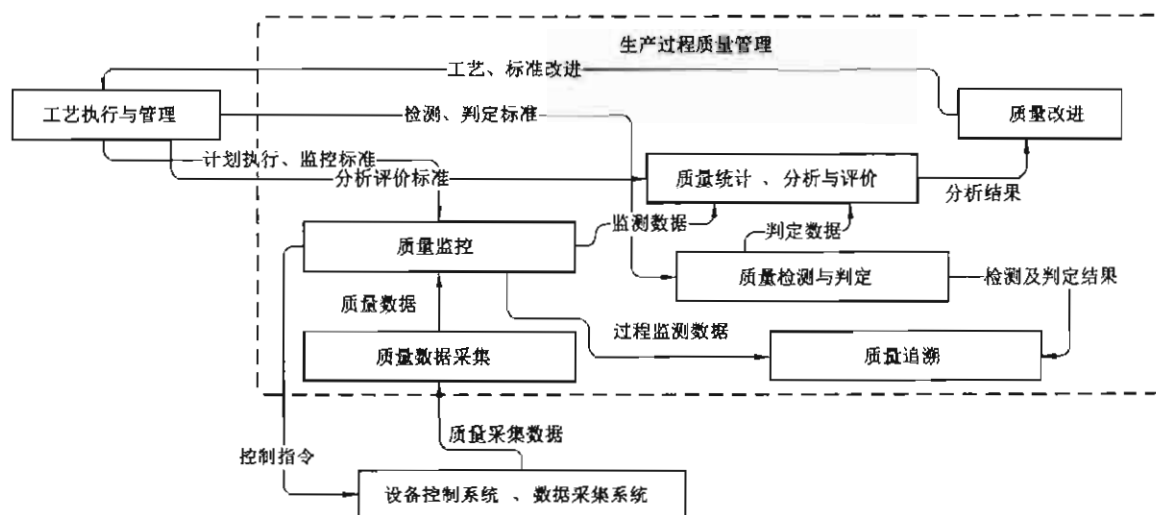 生产过程质量管理
工艺、标准改进
工艺执行与管理
检测、判定标准
质量改进
计划执行、监控标准
分析评价标准
质量统计、分析与评价
分析结果
监测数据
判定数据
质量监控
质量检测与判定
检测及判定结果
质量数据
过程监测数据
质量数据采集
质量追溯
质量采集数据
控制指令
设备控制系统、数据采集系统